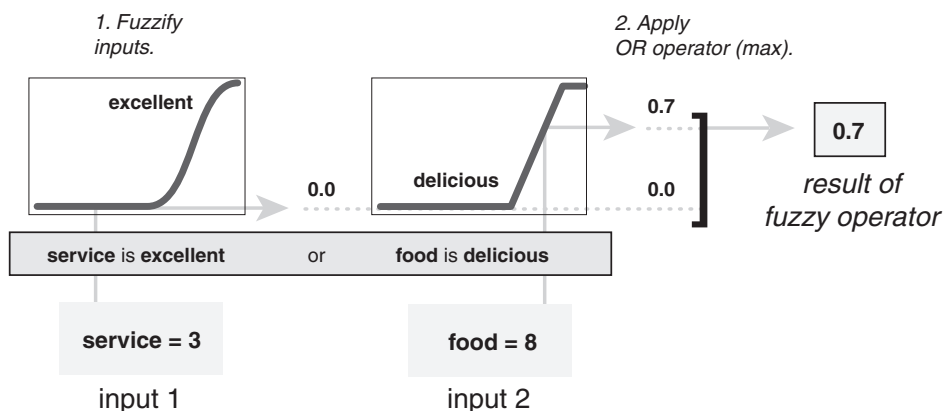 1. Fuzzify
inputs.
2. Apply
OR operator (max).
excellent
delicious
0.7
0.0
0.0
0.7
result of
fuzzy operator
service is excellent or food is delicious
service = 3
food = 8
input 1
input 2